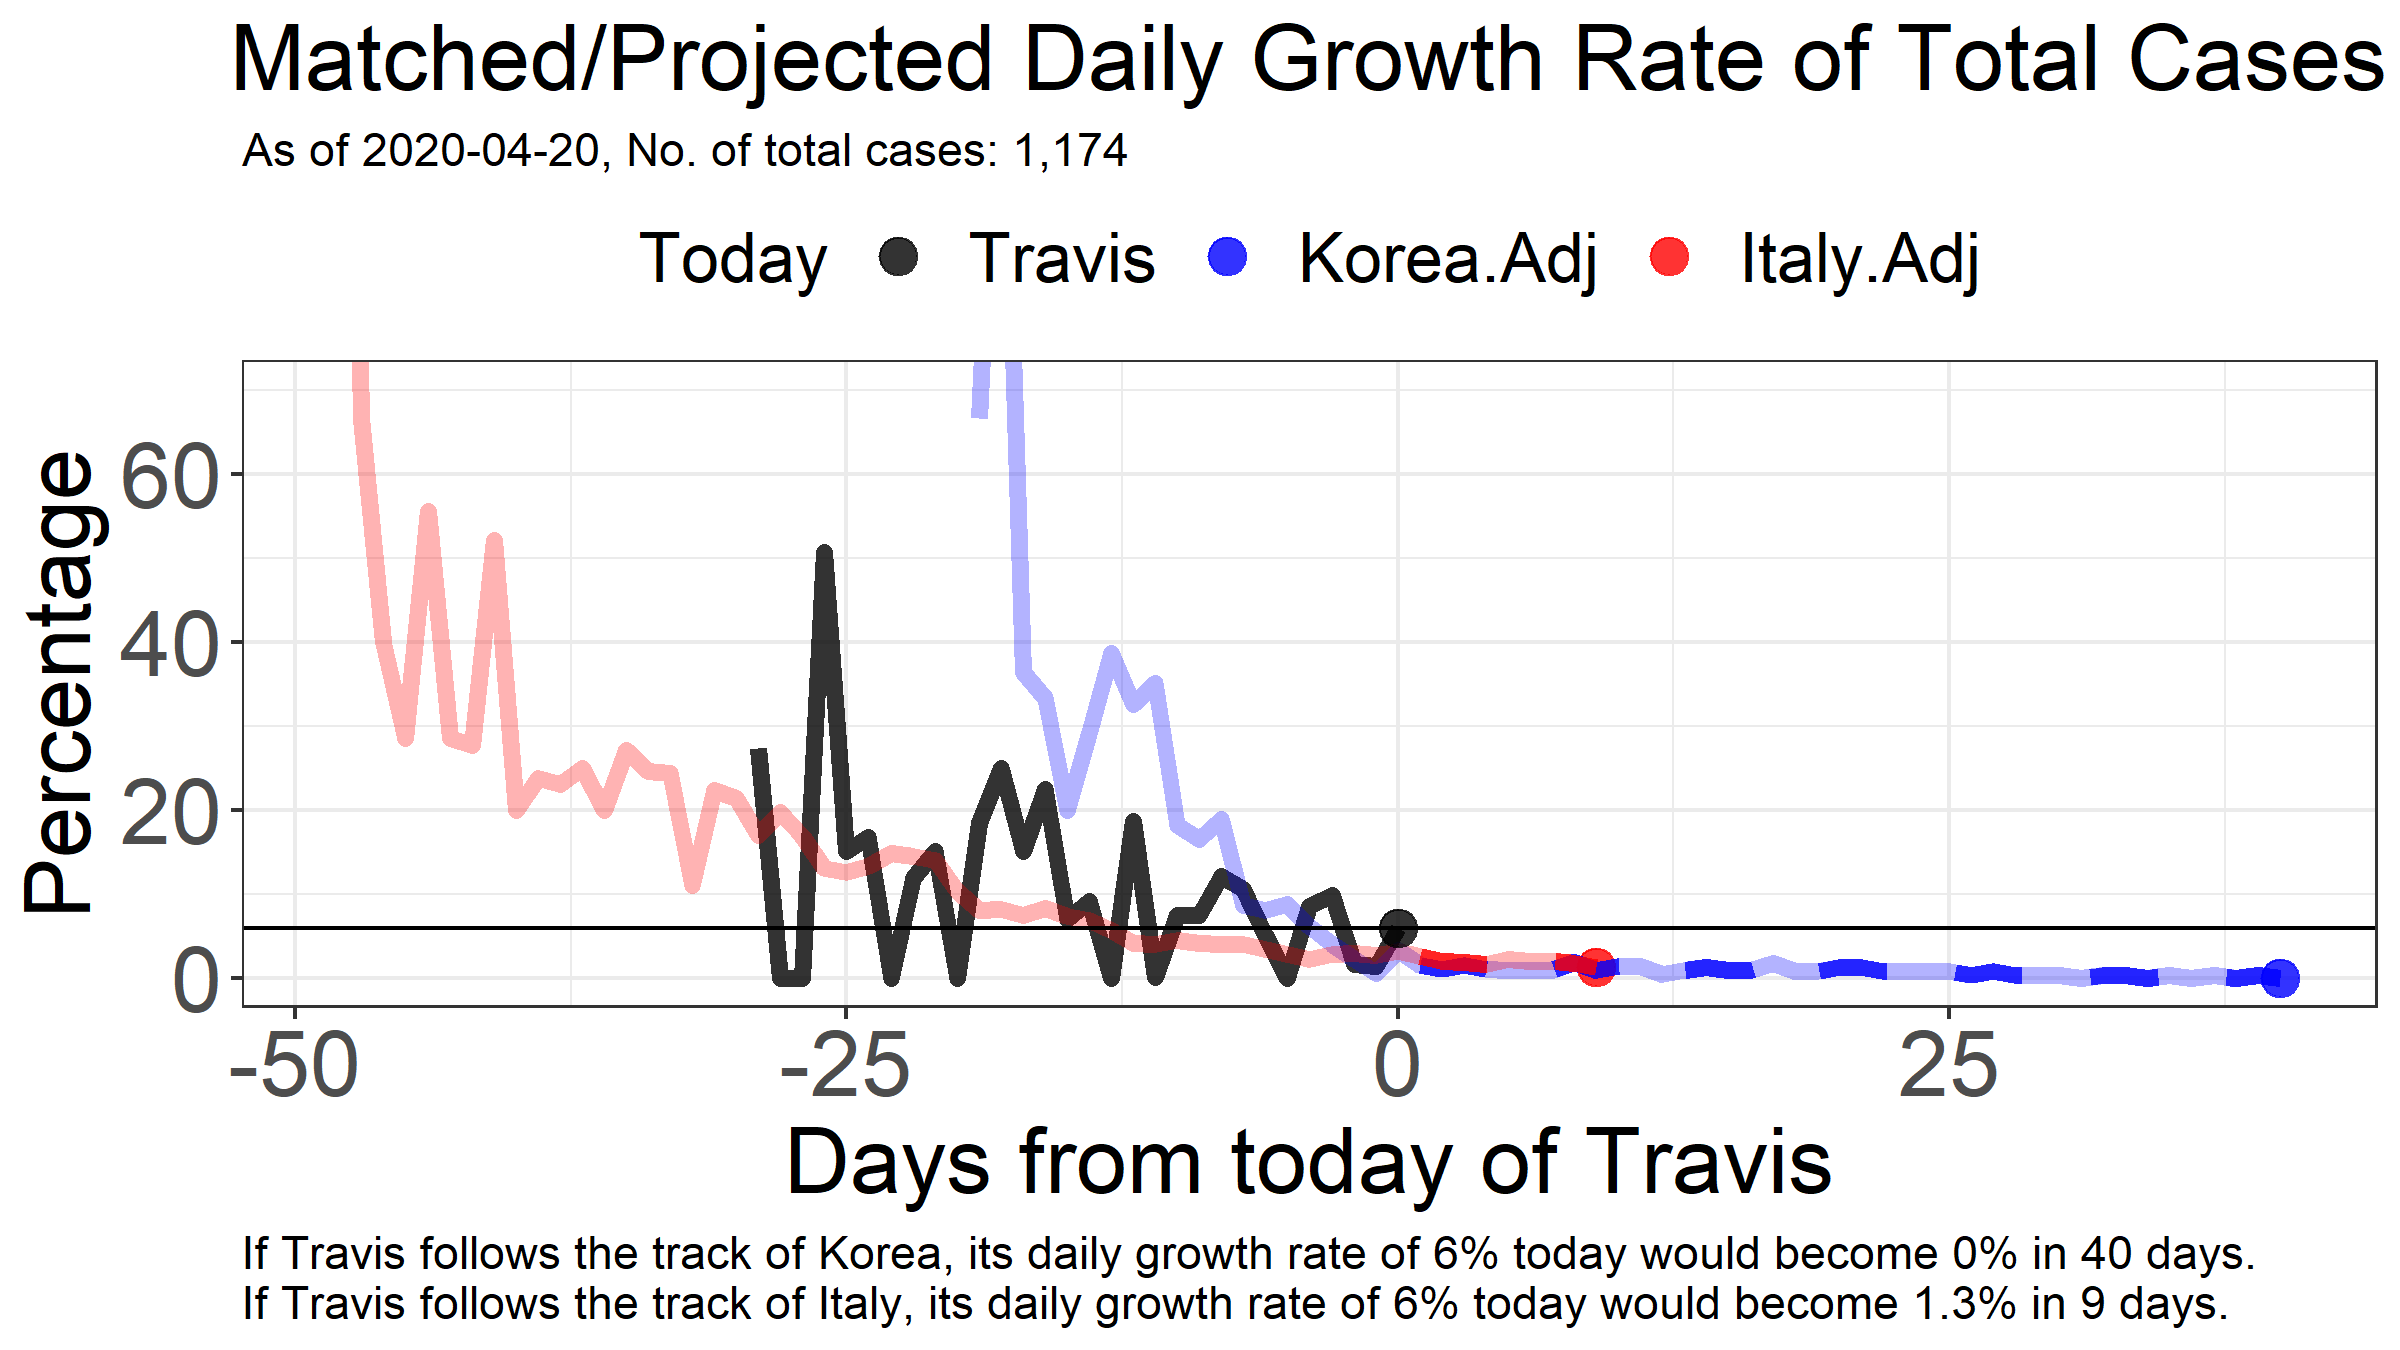 Matched/Projected Daily Growth Rate of Total Cases
As of 2020-04-20, No. of total cases: 1,174
Today Travis Korea.Adj Italy.Adj
Percentage
60
40
20
0
-50 -25 0 25
Days from today of Travis
If Travis follows the track of Korea, its daily growth rate of 6% today would become 0% in 40 days.
If Travis follows the track of Italy, its daily growth rate of 6% today would become 1.3% in 9 days.